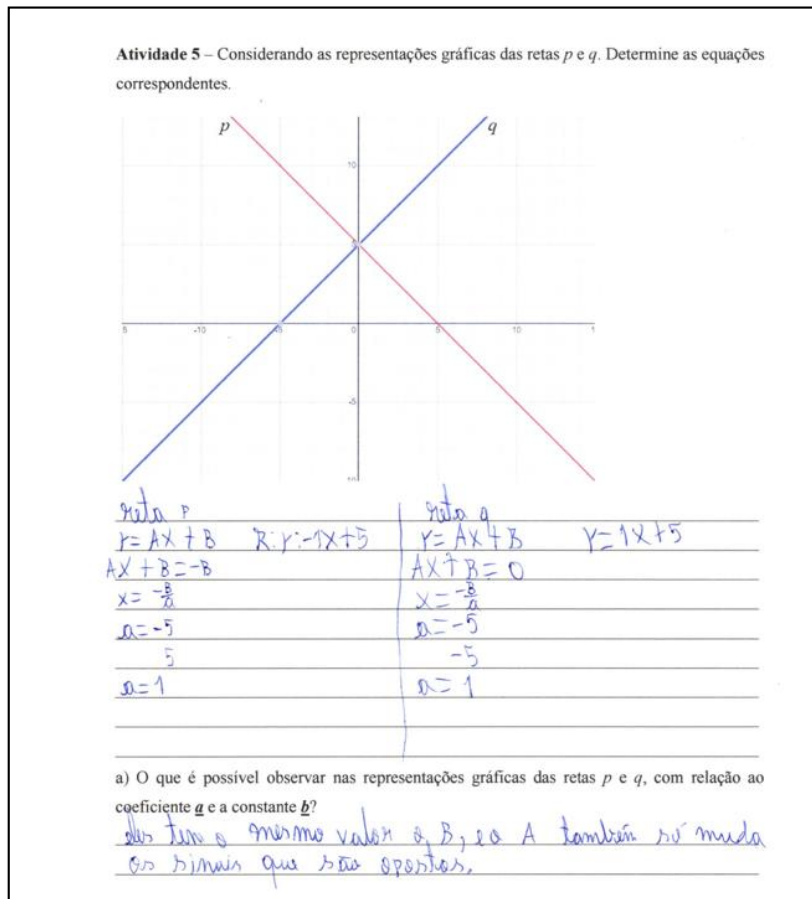 Atividade 5 – Considerando as representações gráficas das retas p e q. Determine as equações
correspondentes.
p
q
10
5
5
-10
-5
0
5
10
1
-5
10
reta P
Y = AX + B R: Y: -1X+5
AX + B = -B
x = -B/a
a = -5
5
a = 1
reta q
Y = AX + B Y = 1X + 5
AX + B = 0
x = -B/a
a = -5
-5
a = 1
a) O que é possível observar nas representações gráficas das retas p e q, com relação ao
coeficiente a e a constante b?
eles tem o mesmo valor o B, e o A também só muda
os sinais que são opostos.